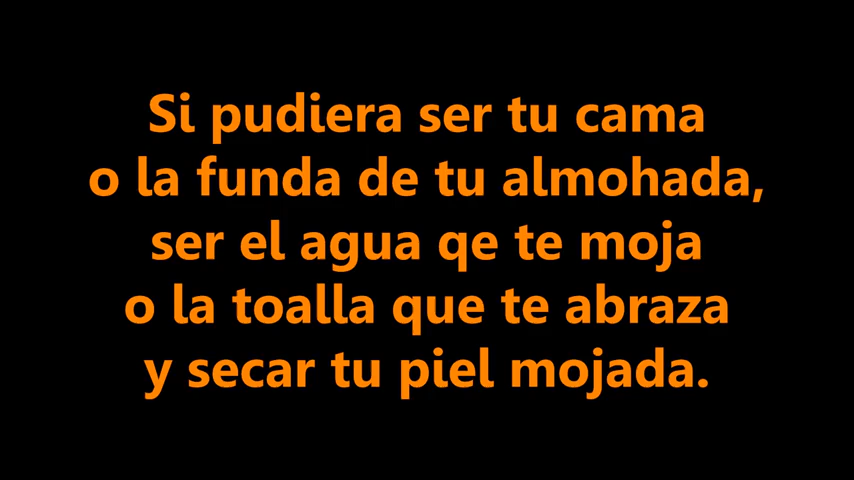 Si pudiera ser tu cama
o la funda de tu almohada,
ser el agua qe te moja
o la toalla que te abraza
y secar tu piel mojada.